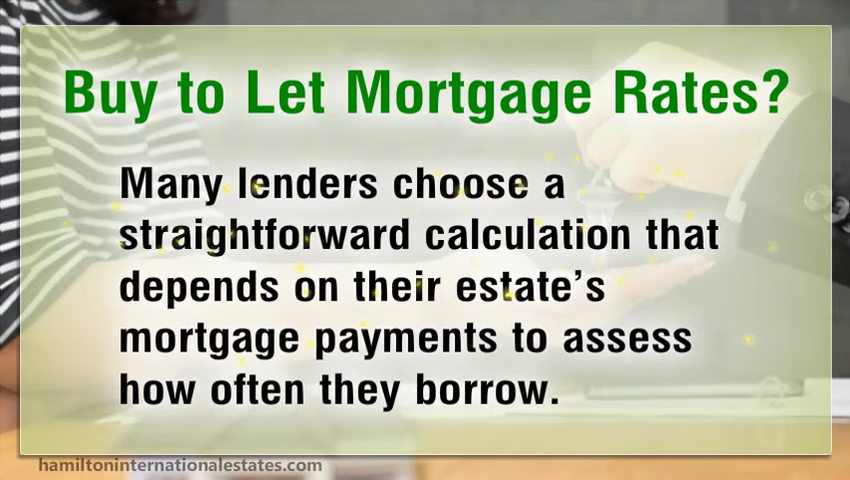 Buy to Let Mortgage Rates?
Many lenders choose a
straightforward calculation that
depends on their estate’s
mortgage payments to assess
how often they borrow.
hamiltoninternationalestates.com